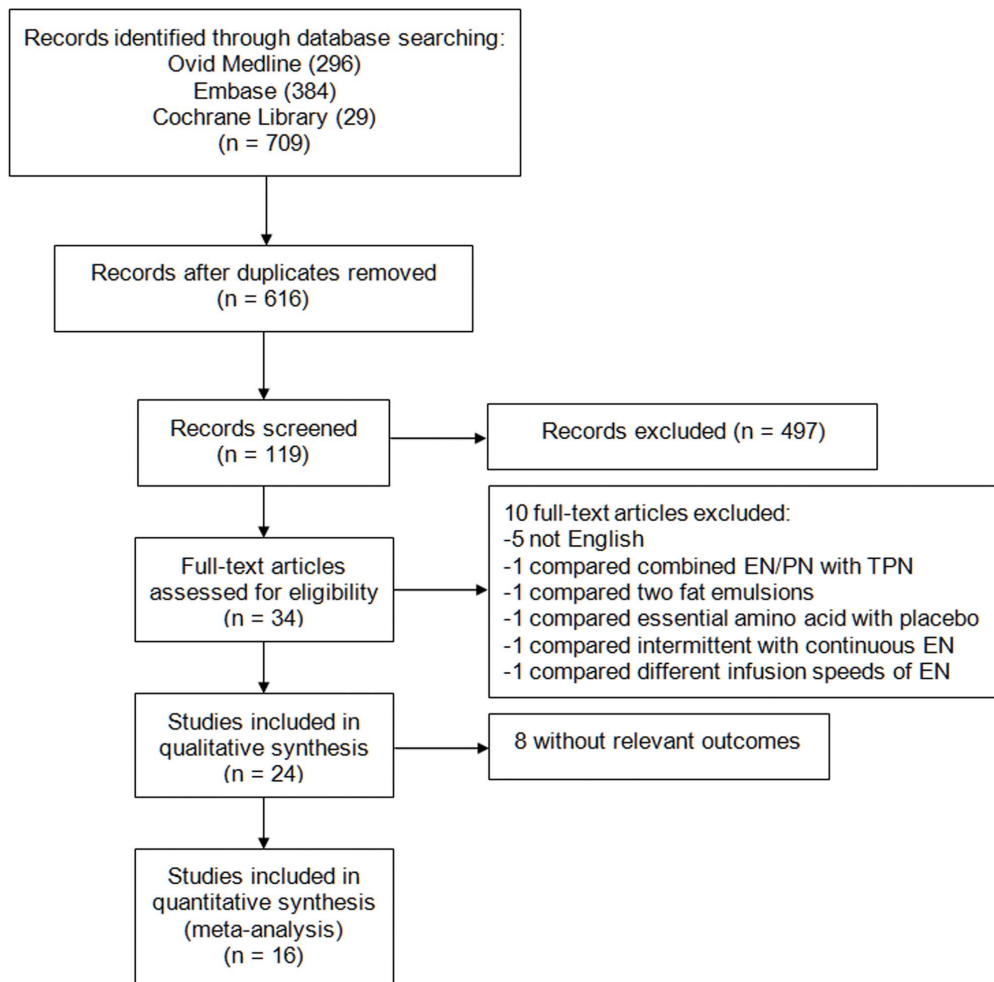 Records identified through database searching:
Ovid Medline (296)
Embase (384)
Cochrane Library (29)
(n = 709)
Records after duplicates removed
(n = 616)
Records screened
(n = 119)
Records excluded (n = 497)
Full-text articles
assessed for eligibility
(n = 34)
10 full-text articles excluded:
-5 not English
-1 compared combined EN/PN with TPN
-1 compared two fat emulsions
-1 compared essential amino acid with placebo
-1 compared intermittent with continuous EN
-1 compared different infusion speeds of EN
Studies included in
qualitative synthesis
(n = 24)
8 without relevant outcomes
Studies included in
quantitative synthesis
(meta-analysis)
(n = 16)